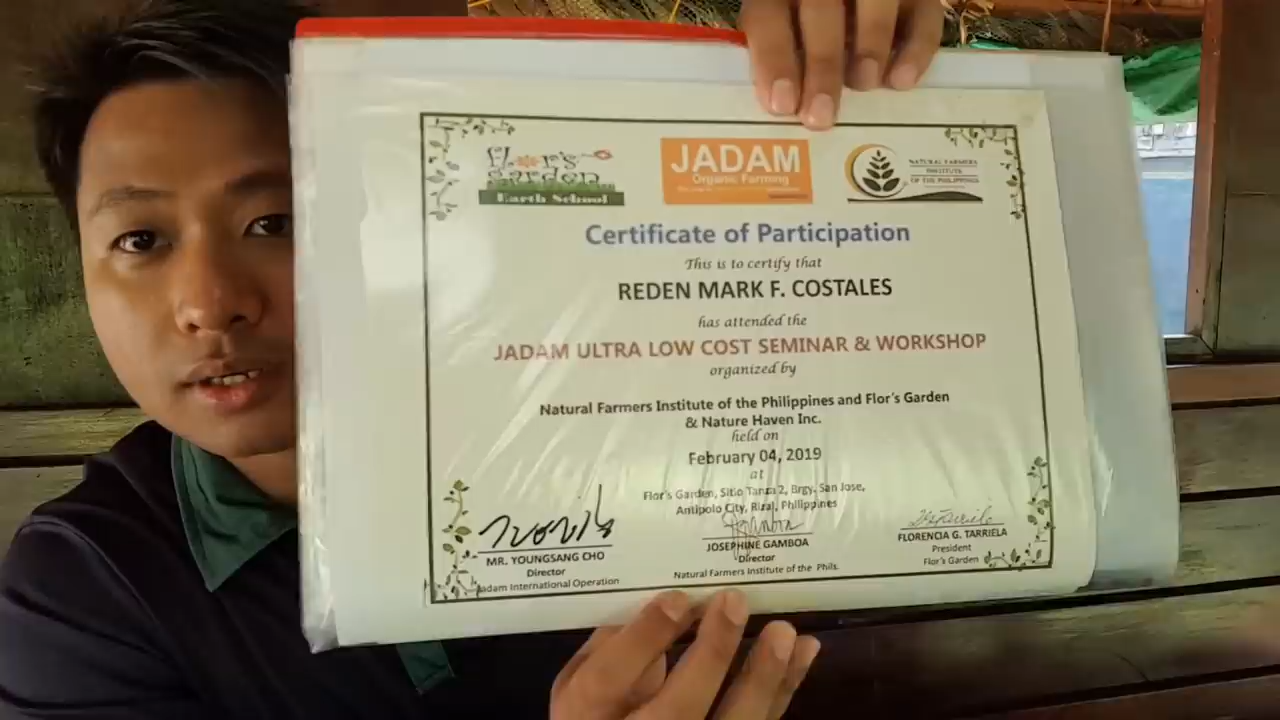 flor's garden
Earth School
JADAM
Organic Farming
NATURAL FARMERS
INSTITUTE
OF THE PHILIPPINES
Certificate of Participation
This is to certify that
REDEN MARK F. COSTALES
has attended the
JADAM ULTRA LOW COST SEMINAR & WORKSHOP
organized by
Natural Farmers Institute of the Philippines and Flor's Garden
& Nature Haven Inc.
held on
February 04, 2019
at
Flor's Garden, Sitio Tanza 2, Brgy. San Jose,
Antipolo City, Rizal, Philippines
MR. YOUNGSANG CHO
Director
Jadam International Operation
JOSEPHINE GAMBOA
Director
Natural Farmers Institute of the Phils.
FLORENCIA G. TARRIELA
President
Flor's Garden